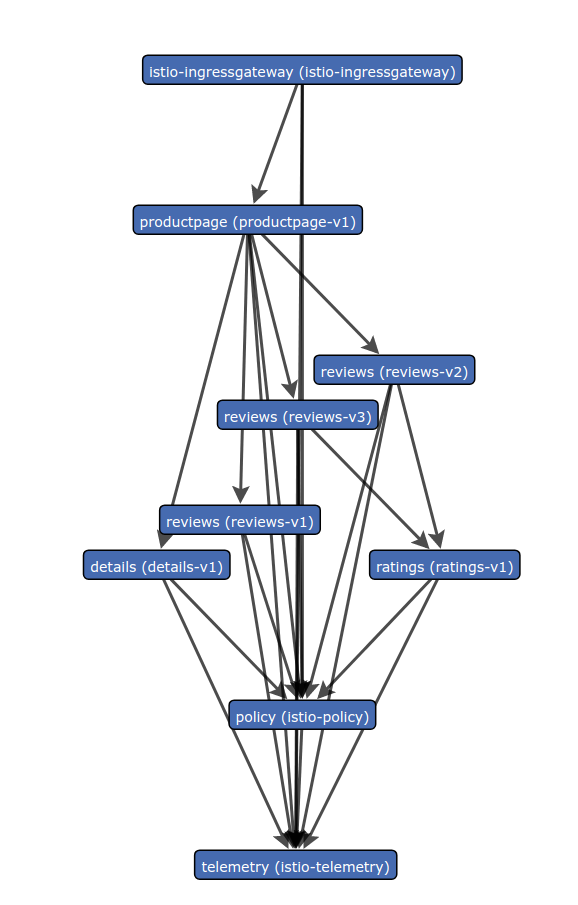 istio-ingressgateway (istio-ingressgateway)
productpage (productpage-v1)
reviews (reviews-v2)
reviews (reviews-v3)
reviews (reviews-v1)
details (details-v1)
ratings (ratings-v1)
policy (istio-policy)
telemetry (istio-telemetry)